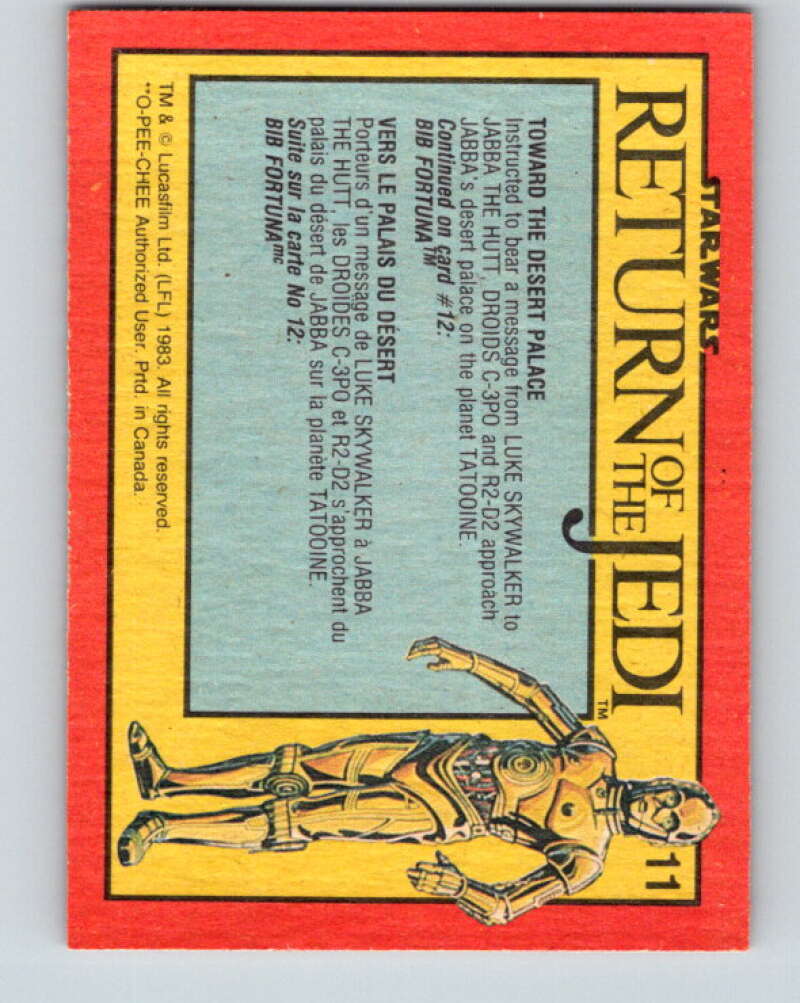 STAR WARS
RETURN OF THE JEDI™
11
TOWARD THE DESERT PALACE
Instructed to bear a message from LUKE SKYWALKER to
JABBA THE HUTT, DROIDS C-3PO and R2-D2 approach
JABBA's desert palace on the planet TATOOINE.
Continued on card #12:
BIB FORTUNA™
VERS LE PALAIS DU DÉSERT
Porteurs d'un message de LUKE SKYWALKER à JABBA
THE HUTT, les DROIDES C-3PO et R2-D2 s'approchent du
palais du désert de JABBA sur la planète TATOOINE.
Suite sur la carte No 12:
BIB FORTUNAmc
TM & © Lucasfilm Ltd. (LFL) 1983. All rights reserved.
**O-PEE-CHEE Authorized User. Prtd. in Canada.